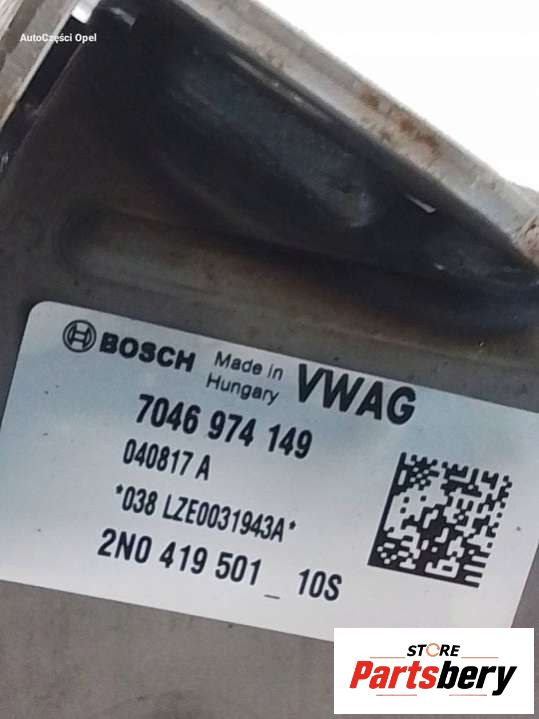 AutoCzęści Opel
BOSCH Made in Hungary VWAG
7046 974 149
040817 A
*038 LZE0031943A*
2N0 419 501 _ 10S
STORE
Partsbery